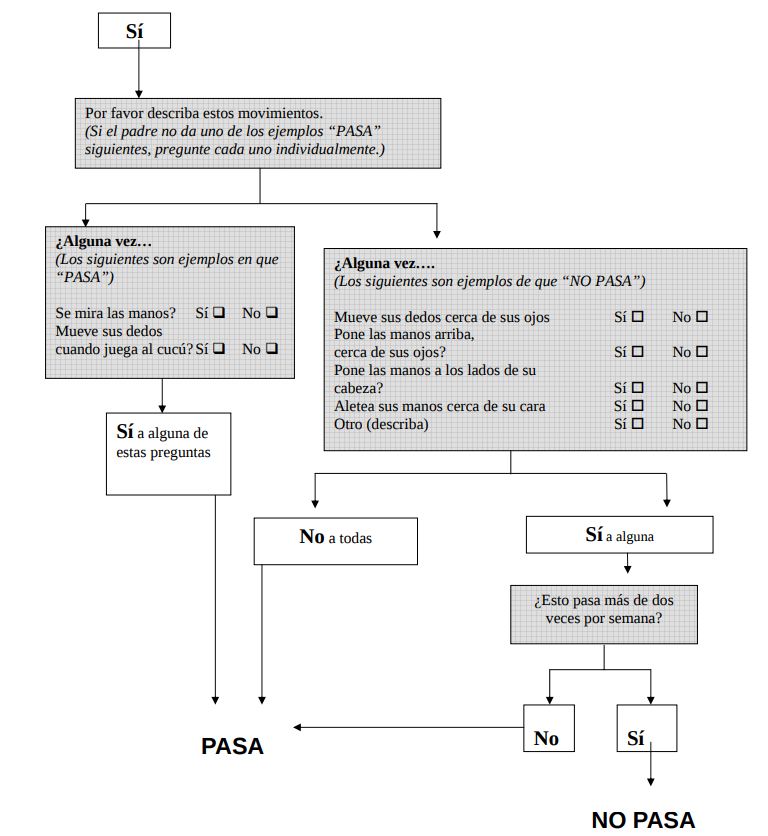 Sí
Por favor describa estos movimientos.
(Si el padre no da uno de los ejemplos “PASA”
siguientes, pregunte cada uno individualmente.)
¿Alguna vez…
(Los siguientes son ejemplos en que
“PASA”)
Se mira las manos? Sí ❏ No ❏
Mueve sus dedos
cuando juega al cucú? Sí ❏ No ❏
¿Alguna vez….
(Los siguientes son ejemplos de que “NO PASA”)
Mueve sus dedos cerca de sus ojos Sí □ No □
Pone las manos arriba,
cerca de sus ojos? Sí □ No □
Pone las manos a los lados de su
cabeza? Sí □ No □
Aletea sus manos cerca de su cara Sí □ No □
Otro (describa) Sí □ No □
Sí a alguna de
estas preguntas
No a todas
Sí a alguna
¿Esto pasa más de dos
veces por semana?
No
Sí
PASA
NO PASA